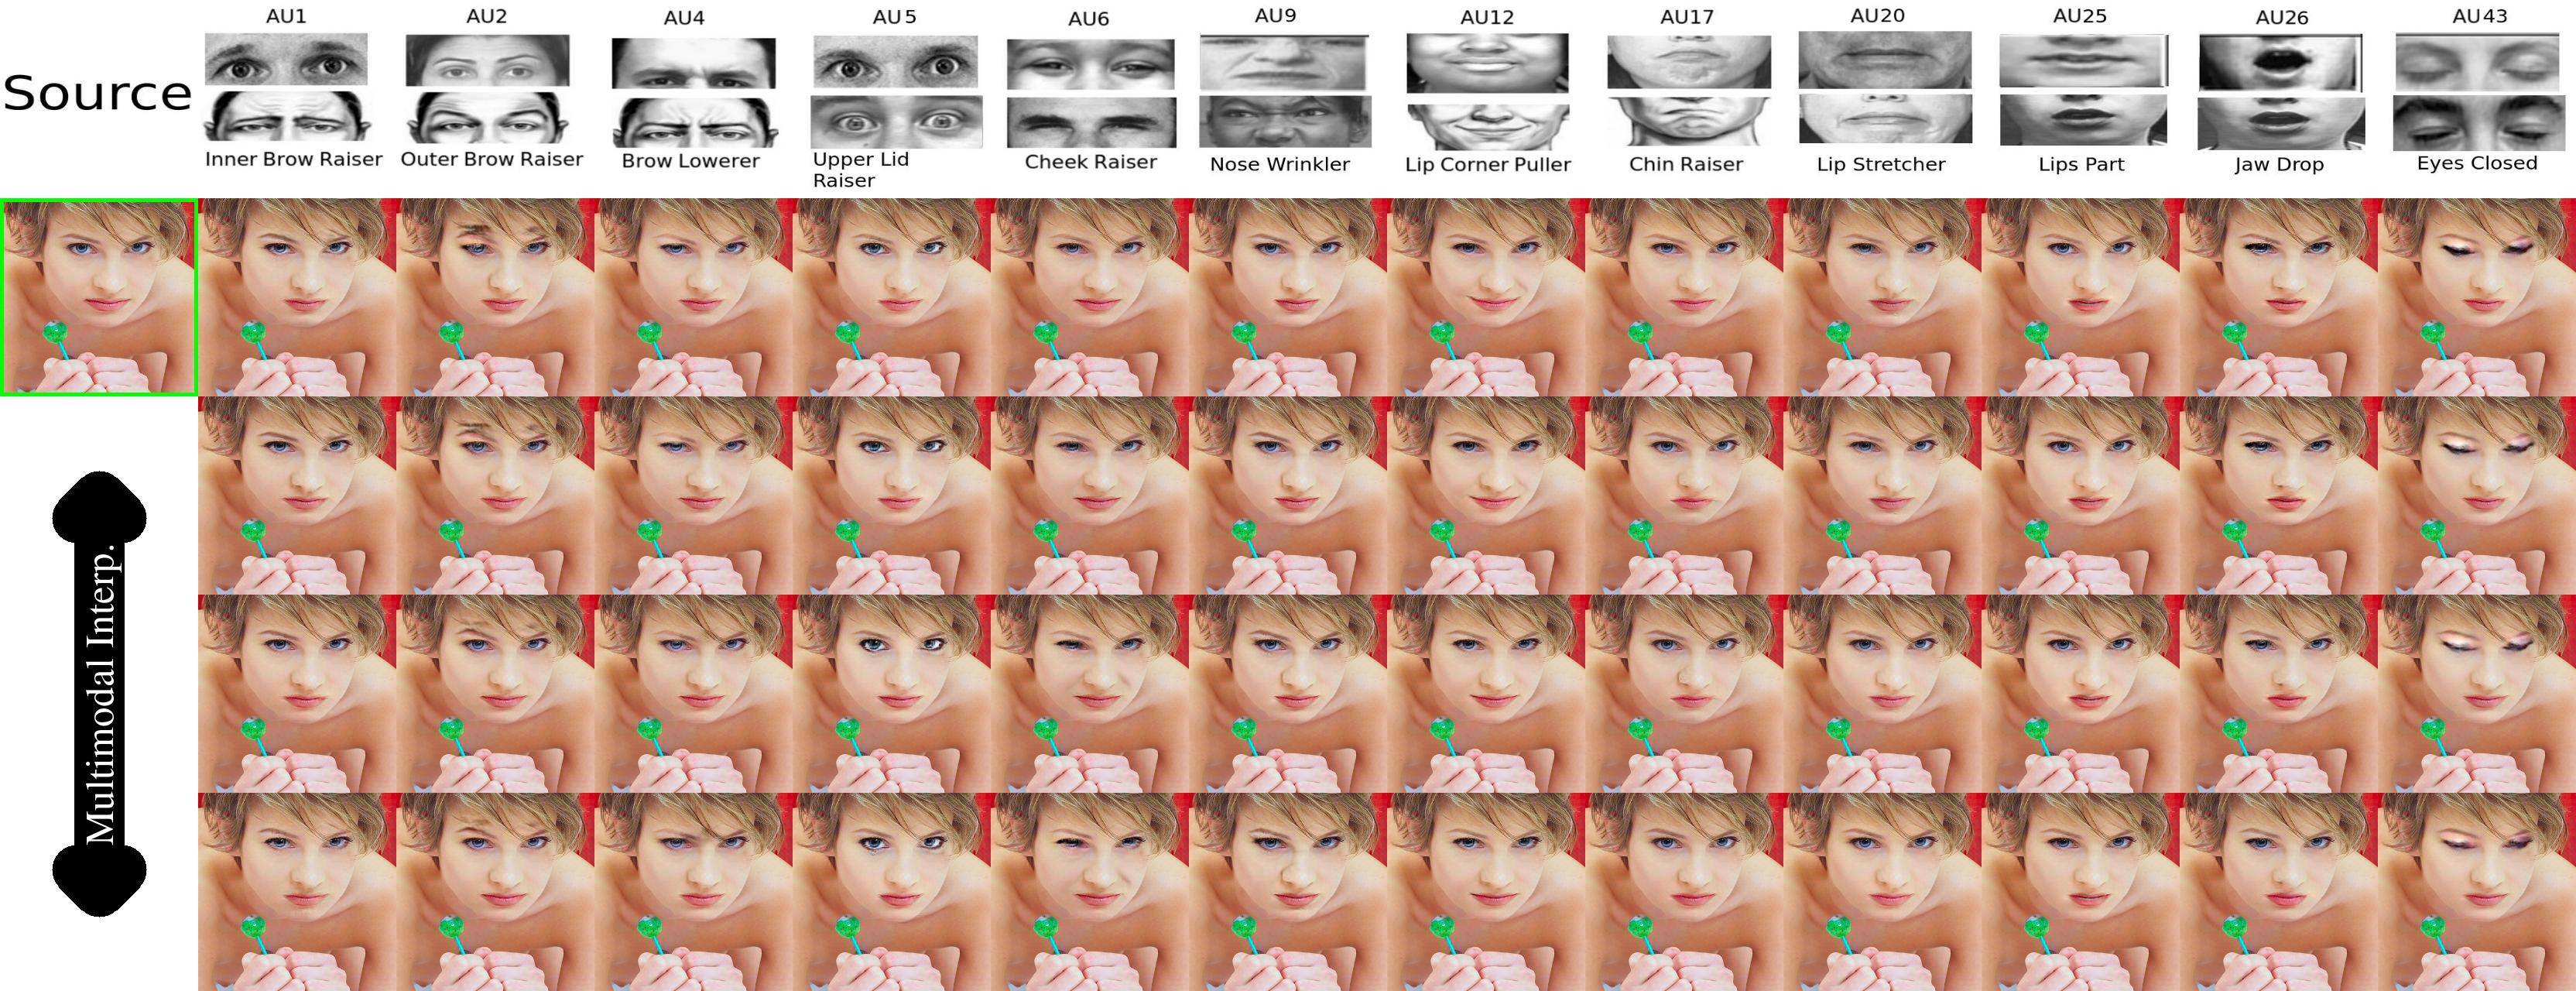 AU1 AU2 AU4 AU5 AU6 AU9 AU12 AU17 AU20 AU25 AU26 AU43
Source
Inner Brow Raiser Outer Brow Raiser Brow Lowerer Upper Lid Cheek Raiser Nose Wrinkler Lip Corner Puller Chin Raiser Lip Stretcher Lips Part Jaw Drop Eyes Closed
Raiser
Multimodal Interp.